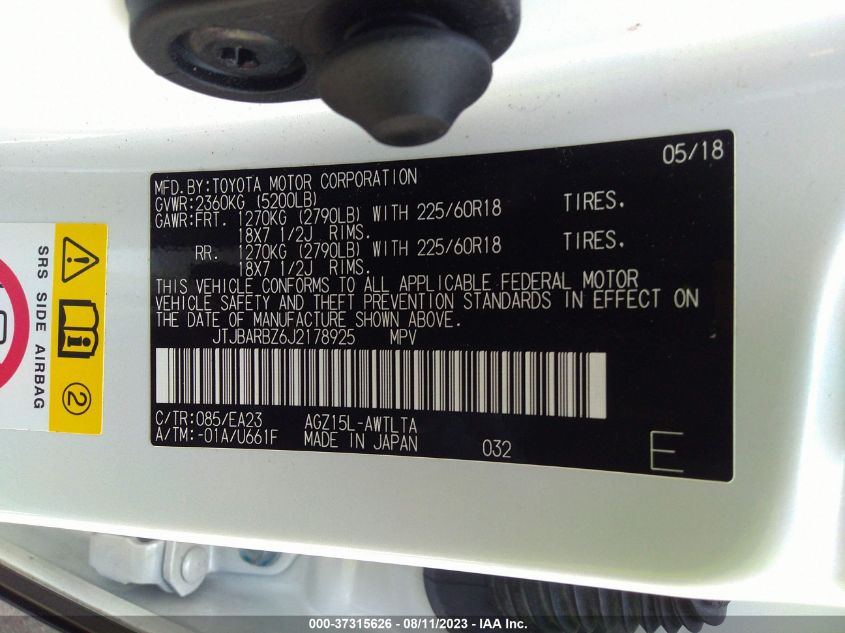 05/18
MFD.BY:TOYOTA MOTOR CORPORATION
GVWR:2360KG (5200LB)
GAWR:FRT. 1270KG (2790LB) WITH 225/60R18 TIRES.
18X7 1/2J RIMS.
RR. 1270KG (2790LB) WITH 225/60R18 TIRES.
18X7 1/2J RIMS.
THIS VEHICLE CONFORMS TO ALL APPLICABLE FEDERAL MOTOR
VEHICLE SAFETY AND THEFT PREVENTION STANDARDS IN EFFECT ON
THE DATE OF MANUFACTURE SHOWN ABOVE.
JTJBARBZ6J2178925 MPV
C/TR:085/EA23 AGZ15L-AWTLTA
A/TM:-01A/U661F MADE IN JAPAN 032 E
SRS SIDE AIRBAG
2
000-37315626 - 08/11/2023 - IAA Inc.